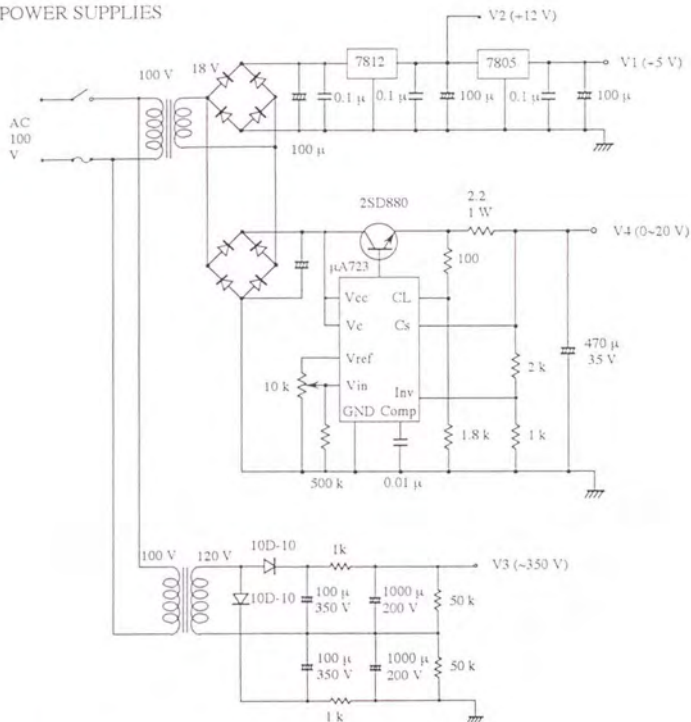 POWER SUPPLIES
V2 (+12 V)
100 V
18 V
7812
7805
V1 (+5 V)
0.1 μ
0.1 μ
100 μ
0.1 μ
100 μ
AC
100
V
100 μ
2SD880
2.2
1 W
V4 (0~20 V)
μA723
100
Vcc
CL
Vc
Cs
470 μ
35 V
Vref
2 k
10 k
Vin
Inv
GND
Comp
1.8 k
1 k
500 k
0.01 μ
100 V
120 V
10D-10
1k
V3 (~350 V)
10D-10
100 μ
350 V
1000 μ
200 V
50 k
100 μ
350 V
1000 μ
200 V
50 k
1 k